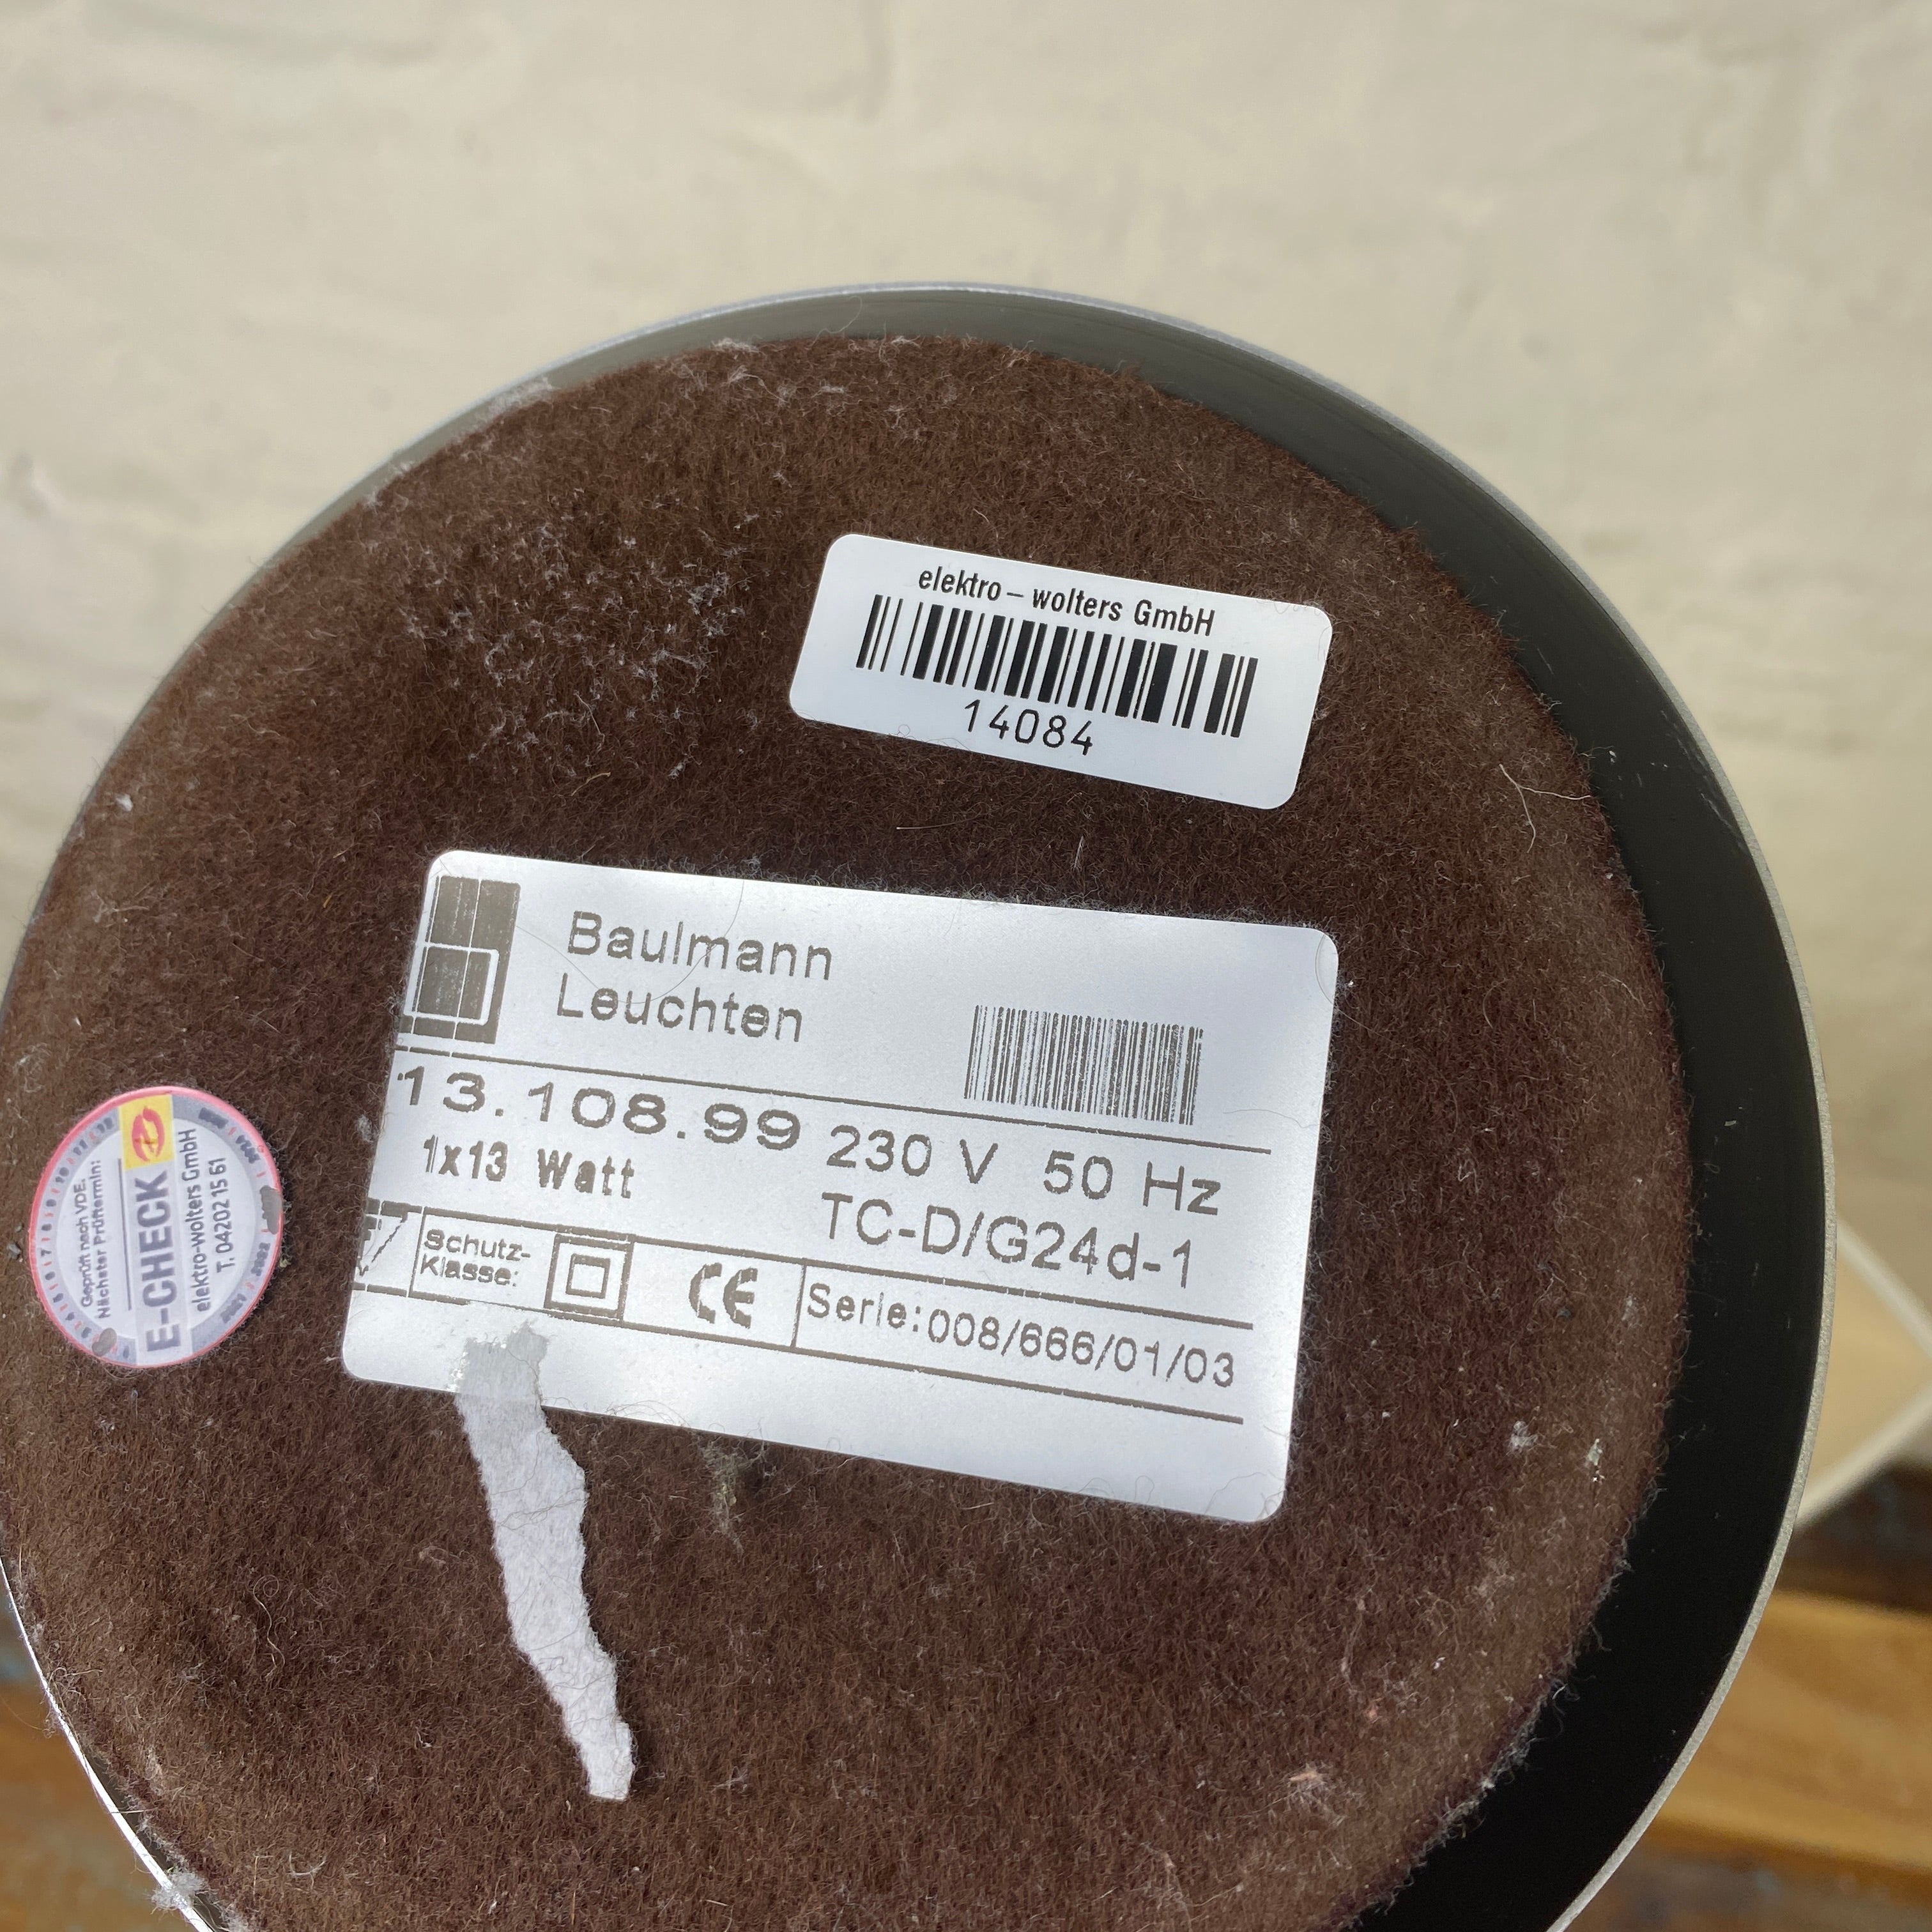 elektro – wolters GmbH
14084
Baulmann
Leuchten
13.108.99 230 V 50 Hz
1x13 Watt
TC-D/G24d-1
Schutz-
Klasse:
CE
Serie: 008/666/01/03
Geprüft nach VDE.
Nächster Prüftermin:
E-CHECK
elektro-wolters GmbH
T. 04202 15 61